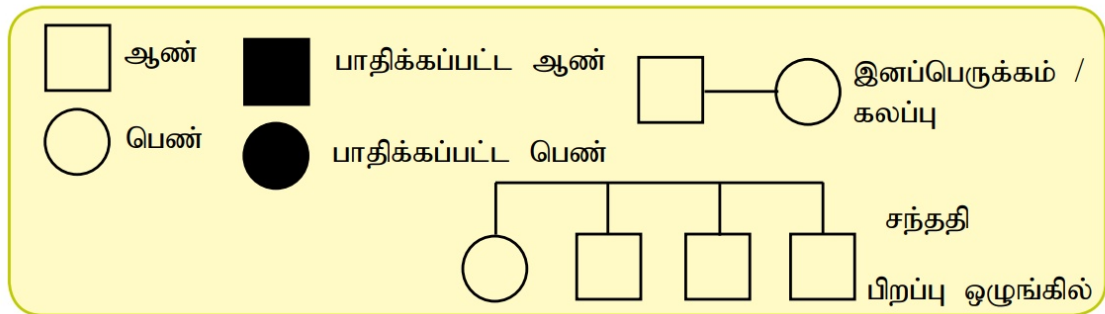 ஆண்
பாதிக்கப்பட்ட ஆண்
இனப்பெருக்கம் /
கலப்பு
பெண்
பாதிக்கப்பட்ட பெண்
சந்ததி
பிறப்பு ஒழுங்கில்